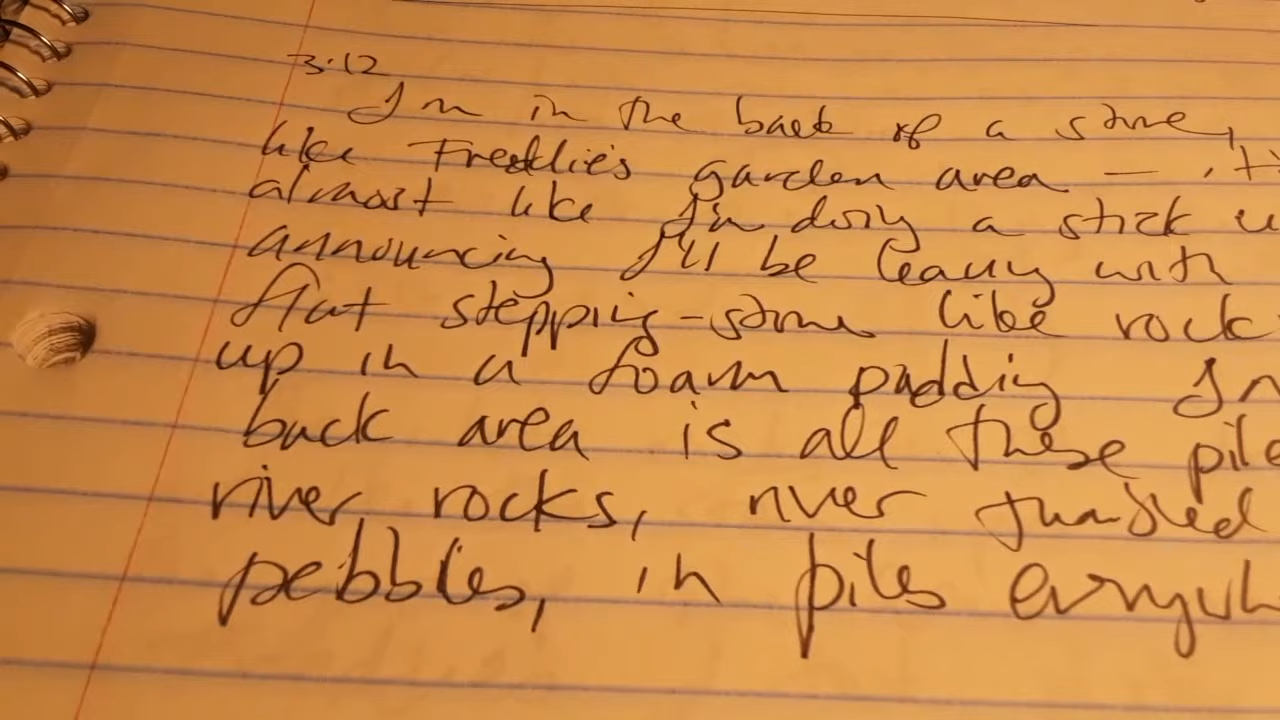 3:12
I'm in the back of a store,
like Freddie's garden area — it's
almost like I'm doing a stick u
announcing I'll be leaving with
flat stepping-stone like rock
up in a foam padding In
back area is all these pile
river rocks, river tumbled
pebbles, in piles everywh